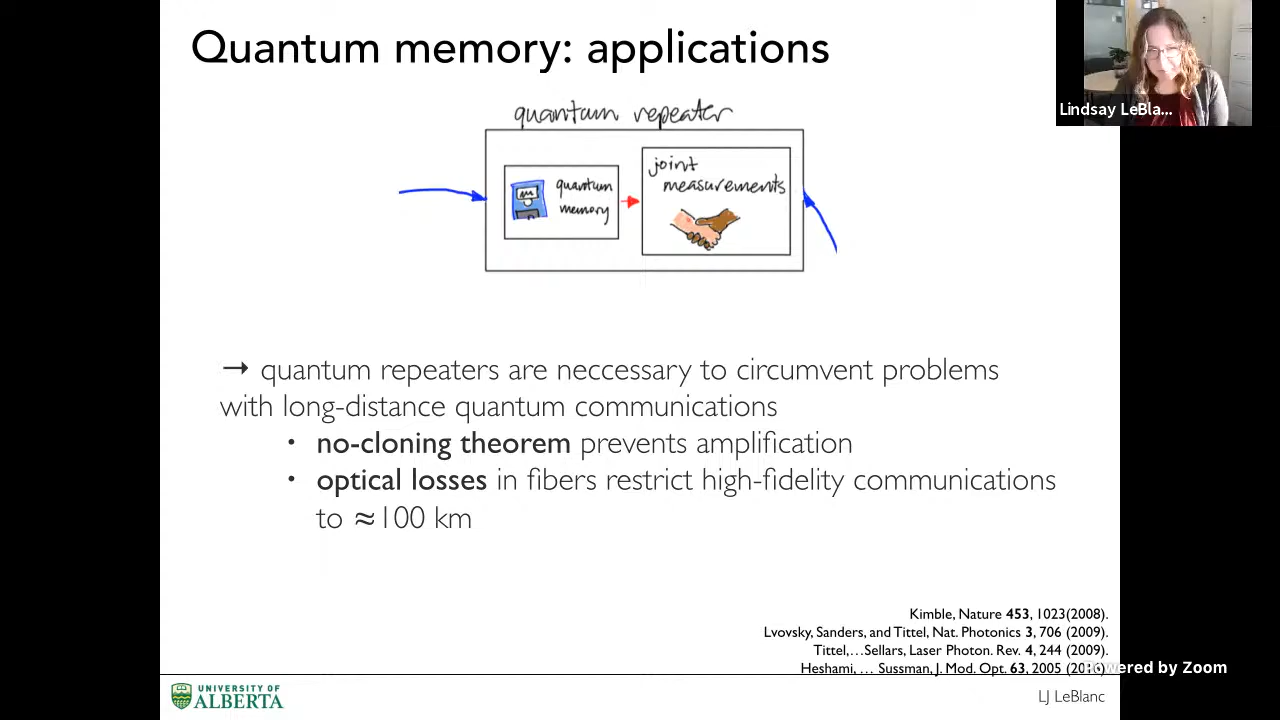 Quantum memory: applications
Lindsay LeBla...
quantum repeater
quantum
memory
joint
measurements
→ quantum repeaters are neccessary to circumvent problems
with long-distance quantum communications
• no-cloning theorem prevents amplification
• optical losses in fibers restrict high-fidelity communications
to ≈100 km
Kimble, Nature 453, 1023(2008).
Lvovsky, Sanders, and Tittel, Nat. Photonics 3, 706 (2009).
Tittel,…Sellars, Laser Photon. Rev. 4, 244 (2009).
Heshami, … Sussman, J. Mod. Opt. 63, 2005
Powered by Zoom
UNIVERSITY OF
ALBERTA
LJ LeBlanc